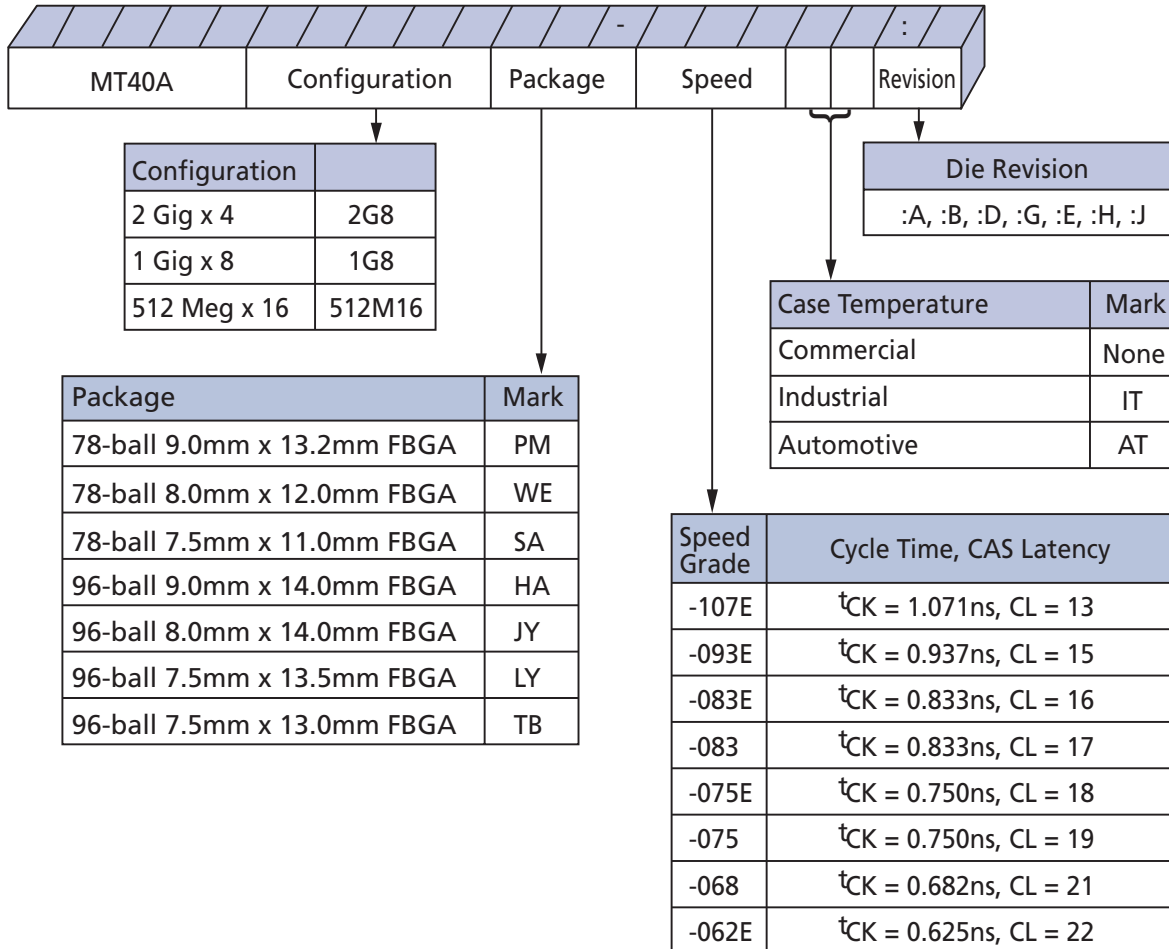 - :
MT40A Configuration Package Speed Revision
Configuration
2 Gig x 4 2G8
1 Gig x 8 1G8
512 Meg x 16 512M16
Die Revision
:A, :B, :D, :G, :E, :H, :J
Case Temperature Mark
Commercial None
Industrial IT
Automotive AT
Package Mark
78-ball 9.0mm x 13.2mm FBGA PM
78-ball 8.0mm x 12.0mm FBGA WE
78-ball 7.5mm x 11.0mm FBGA SA
96-ball 9.0mm x 14.0mm FBGA HA
96-ball 8.0mm x 14.0mm FBGA JY
96-ball 7.5mm x 13.5mm FBGA LY
96-ball 7.5mm x 13.0mm FBGA TB
Speed Grade Cycle Time, CAS Latency
-107E tCK = 1.071ns, CL = 13
-093E tCK = 0.937ns, CL = 15
-083E tCK = 0.833ns, CL = 16
-083 tCK = 0.833ns, CL = 17
-075E tCK = 0.750ns, CL = 18
-075 tCK = 0.750ns, CL = 19
-068 tCK = 0.682ns, CL = 21
-062E tCK = 0.625ns, CL = 22